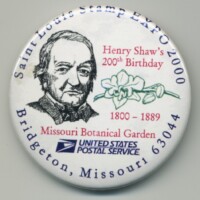 Saint Louis Stamp Expo 2000
Henry Shaw's
200th Birthday
1800 - 1889
Missouri Botanical Garden
UNITED STATES
POSTAL SERVICE
Bridgeton, Missouri 63044